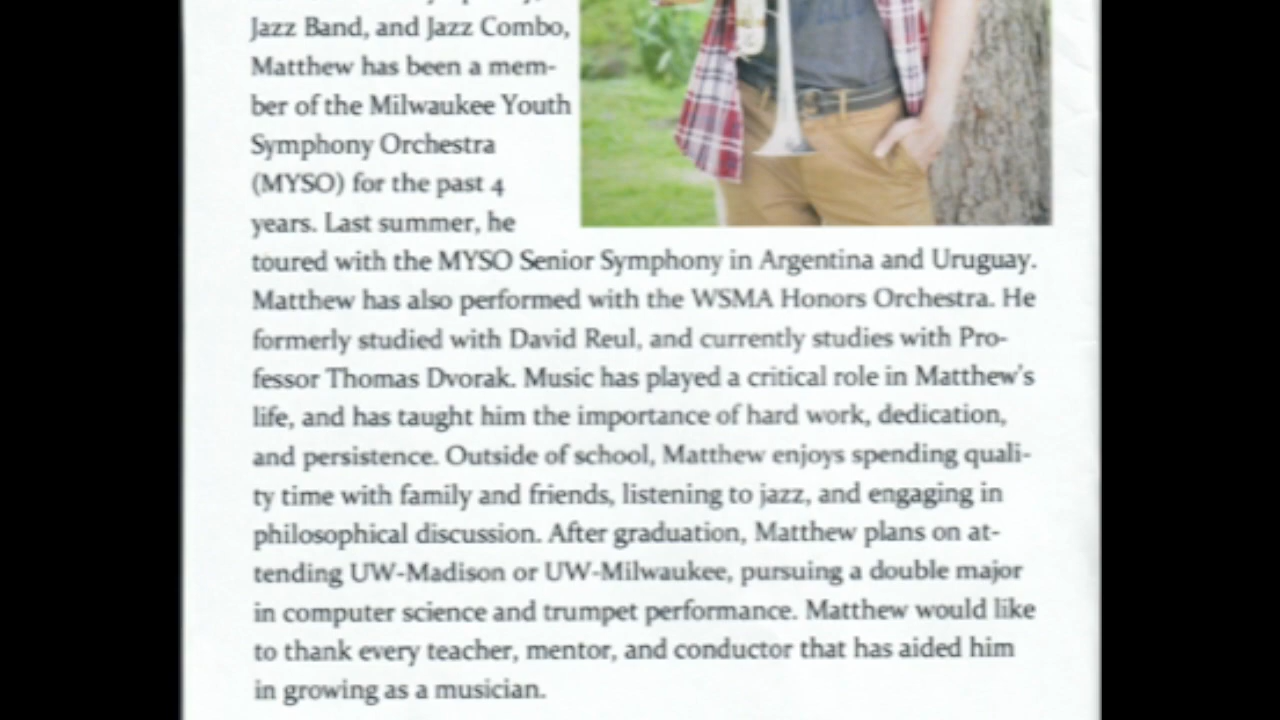 Jazz Band, and Jazz Combo,
Matthew has been a mem-
ber of the Milwaukee Youth
Symphony Orchestra
(MYSO) for the past 4
years. Last summer, he
toured with the MYSO Senior Symphony in Argentina and Uruguay.
Matthew has also performed with the WSMA Honors Orchestra. He
formerly studied with David Reul, and currently studies with Pro-
fessor Thomas Dvorak. Music has played a critical role in Matthew's
life, and has taught him the importance of hard work, dedication,
and persistence. Outside of school, Matthew enjoys spending quali-
ty time with family and friends, listening to jazz, and engaging in
philosophical discussion. After graduation, Matthew plans on at-
tending UW-Madison or UW-Milwaukee, pursuing a double major
in computer science and trumpet performance. Matthew would like
to thank every teacher, mentor, and conductor that has aided him
in growing as a musician.